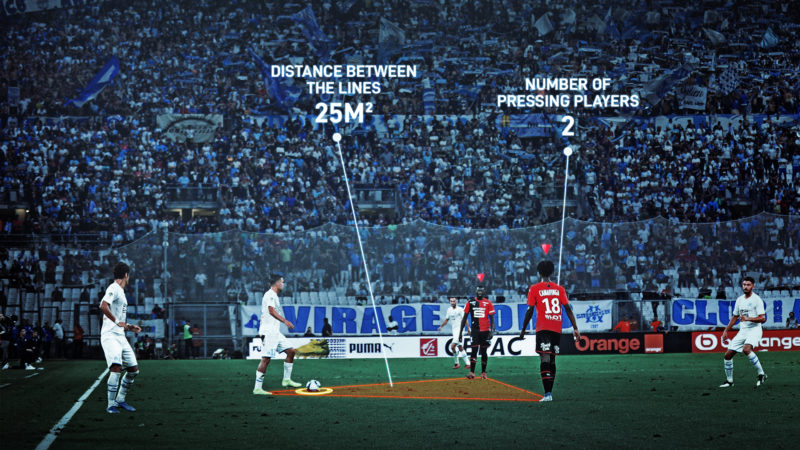 DISTANCE BETWEEN
THE LINES
25M²
NUMBER OF
PRESSING PLAYERS
2
CAMAVINGA
18
VIRAGE
CLUB
PUMA
orange
orange